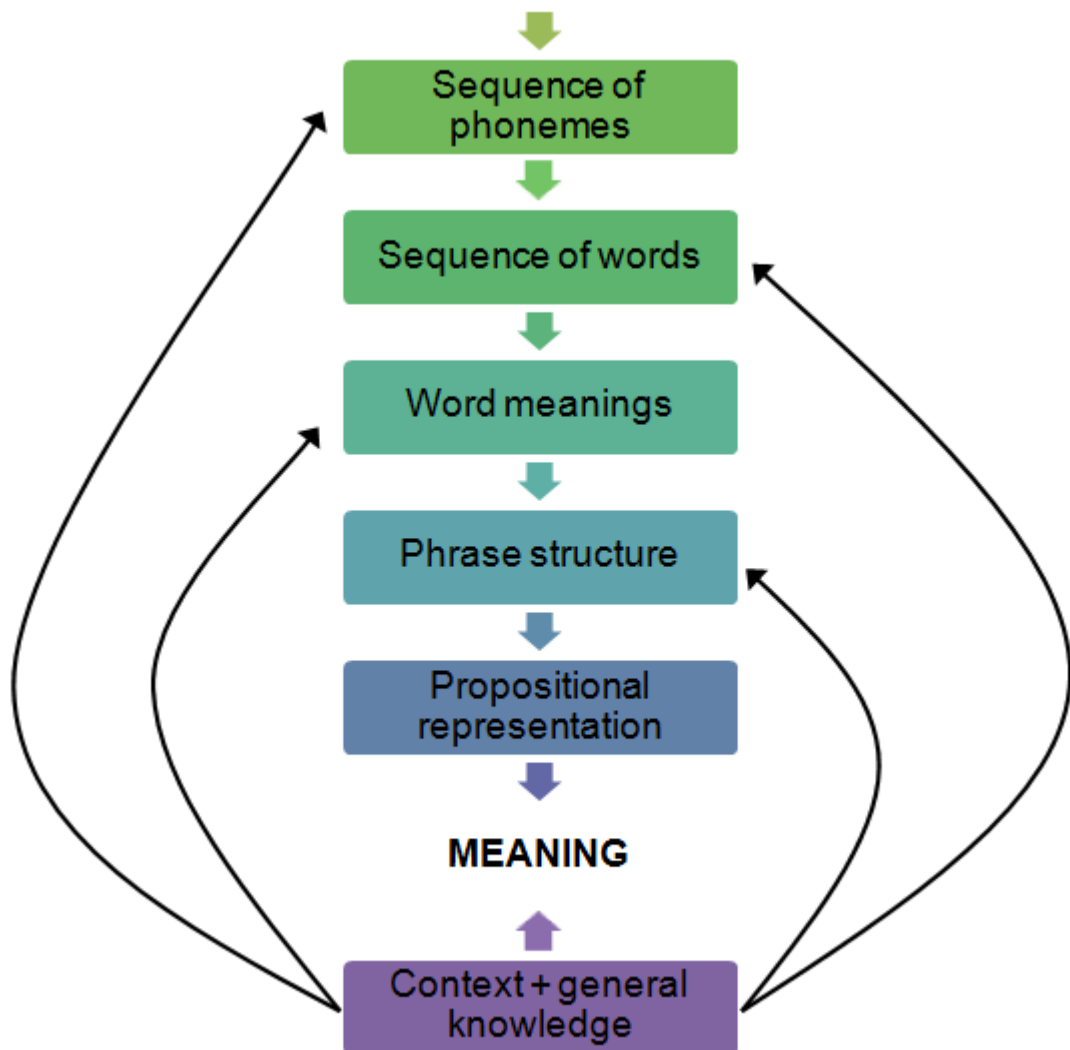 Sequence of
phonemes
Sequence of words
Word meanings
Phrase structure
Propositional
representation
MEANING
Context + general
knowledge